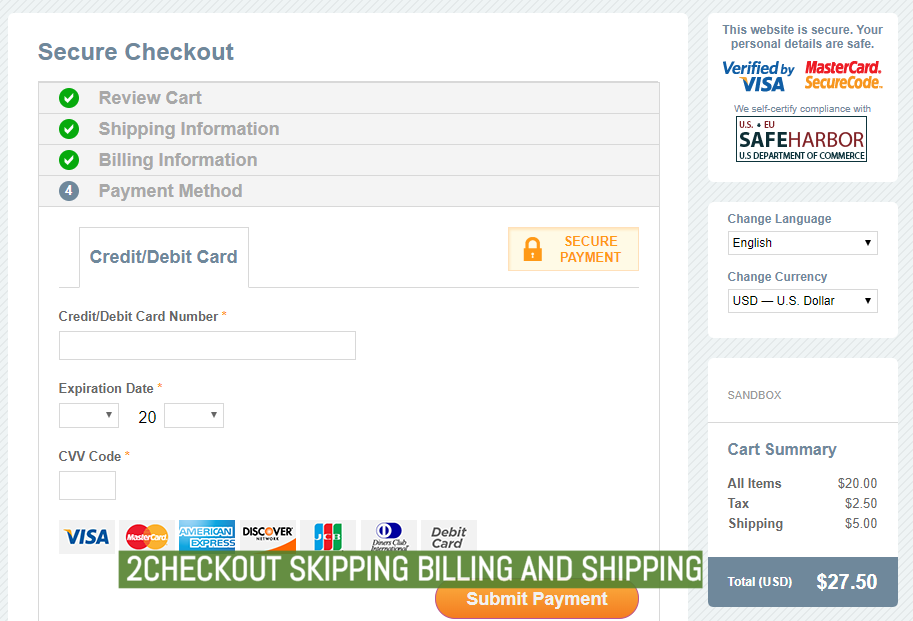 Secure Checkout
Review Cart
Shipping Information
Billing Information
4 Payment Method
Credit/Debit Card
SECURE
PAYMENT
Credit/Debit Card Number *
Expiration Date *
20
CVV Code *
VISA MasterCard AMERICAN EXPRESS DISCOVER NETWORK JCB Diners Club International Debit Card
2CHECKOUT SKIPPING BILLING AND SHIPPING
Submit Payment
This website is secure. Your
personal details are safe.
Verified by VISA
MasterCard. SecureCode.
We self-certify compliance with
U.S. • EU
SAFEHARBOR
U.S DEPARTMENT OF COMMERCE
Change Language
English
Change Currency
USD — U.S. Dollar
SANDBOX
Cart Summary
All Items $20.00
Tax $2.50
Shipping $5.00
Total (USD) $27.50